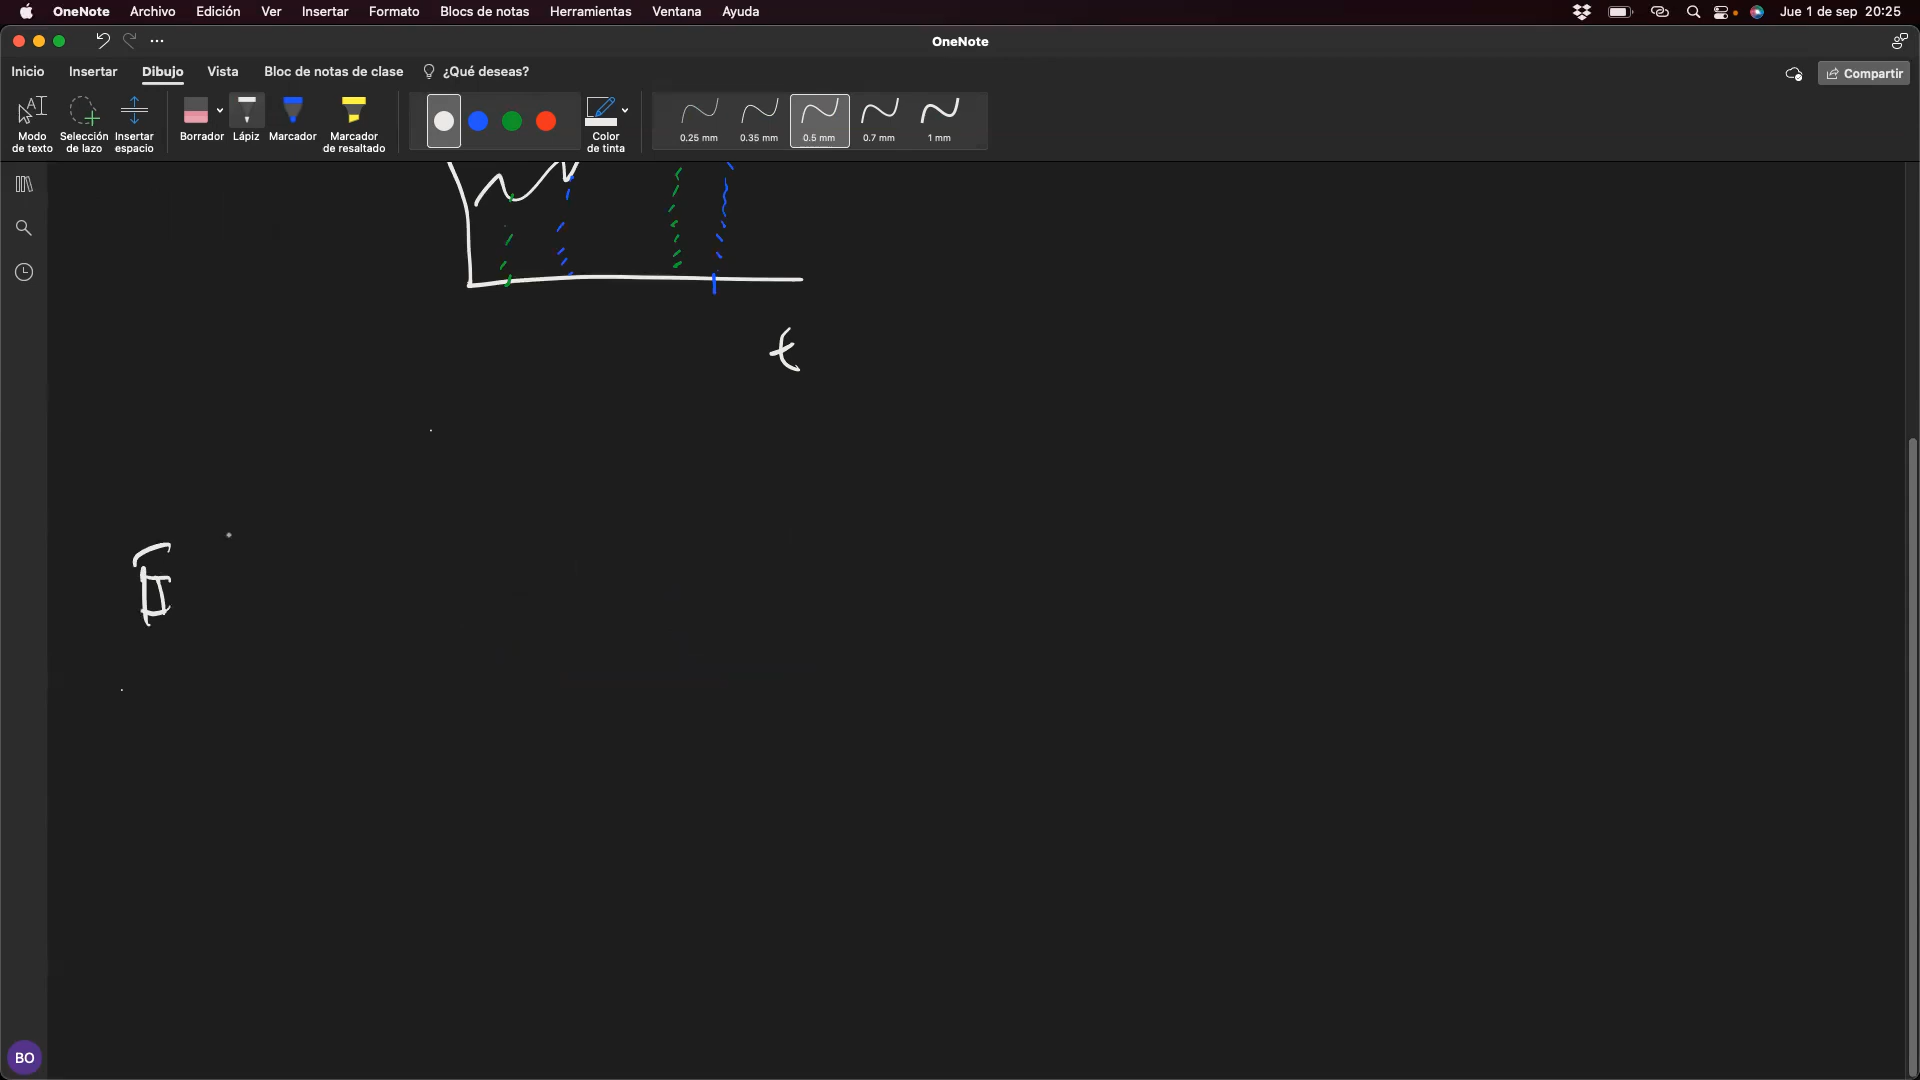 OneNote Archivo Edición Ver Insertar Formato Blocs de notas Herramientas Ventana Ayuda Jue 1 de sep 20:25
OneNote
Inicio Insertar Dibujo Vista Bloc de notas de clase ¿Qué deseas? Compartir
Modo de texto
Selección de lazo
Insertar espacio
Borrador
Lápiz
Marcador
Marcador de resaltado
Color de tinta
0.25 mm 0.35 mm 0.5 mm 0.7 mm 1 mm
t
BO